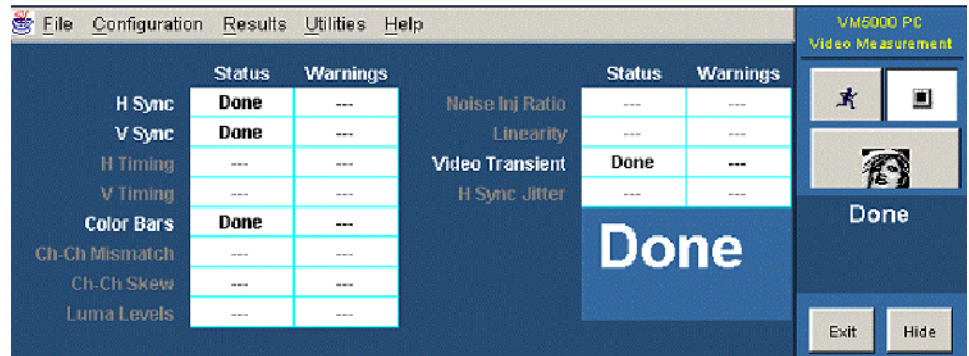 File Configuration Results Utilities Help
VM5000 PC
Video Measurement
Status Warnings
H Sync Done ---
V Sync Done ---
H Timing --- ---
V Timing --- ---
Color Bars Done ---
Ch-Ch Mismatch --- ---
Ch-Ch Skew --- ---
Luma Levels --- ---
Status Warnings
Noise Inj Ratio --- ---
Linearity --- ---
Video Transient Done ---
H Sync Jitter --- ---
Done
Done
Exit Hide